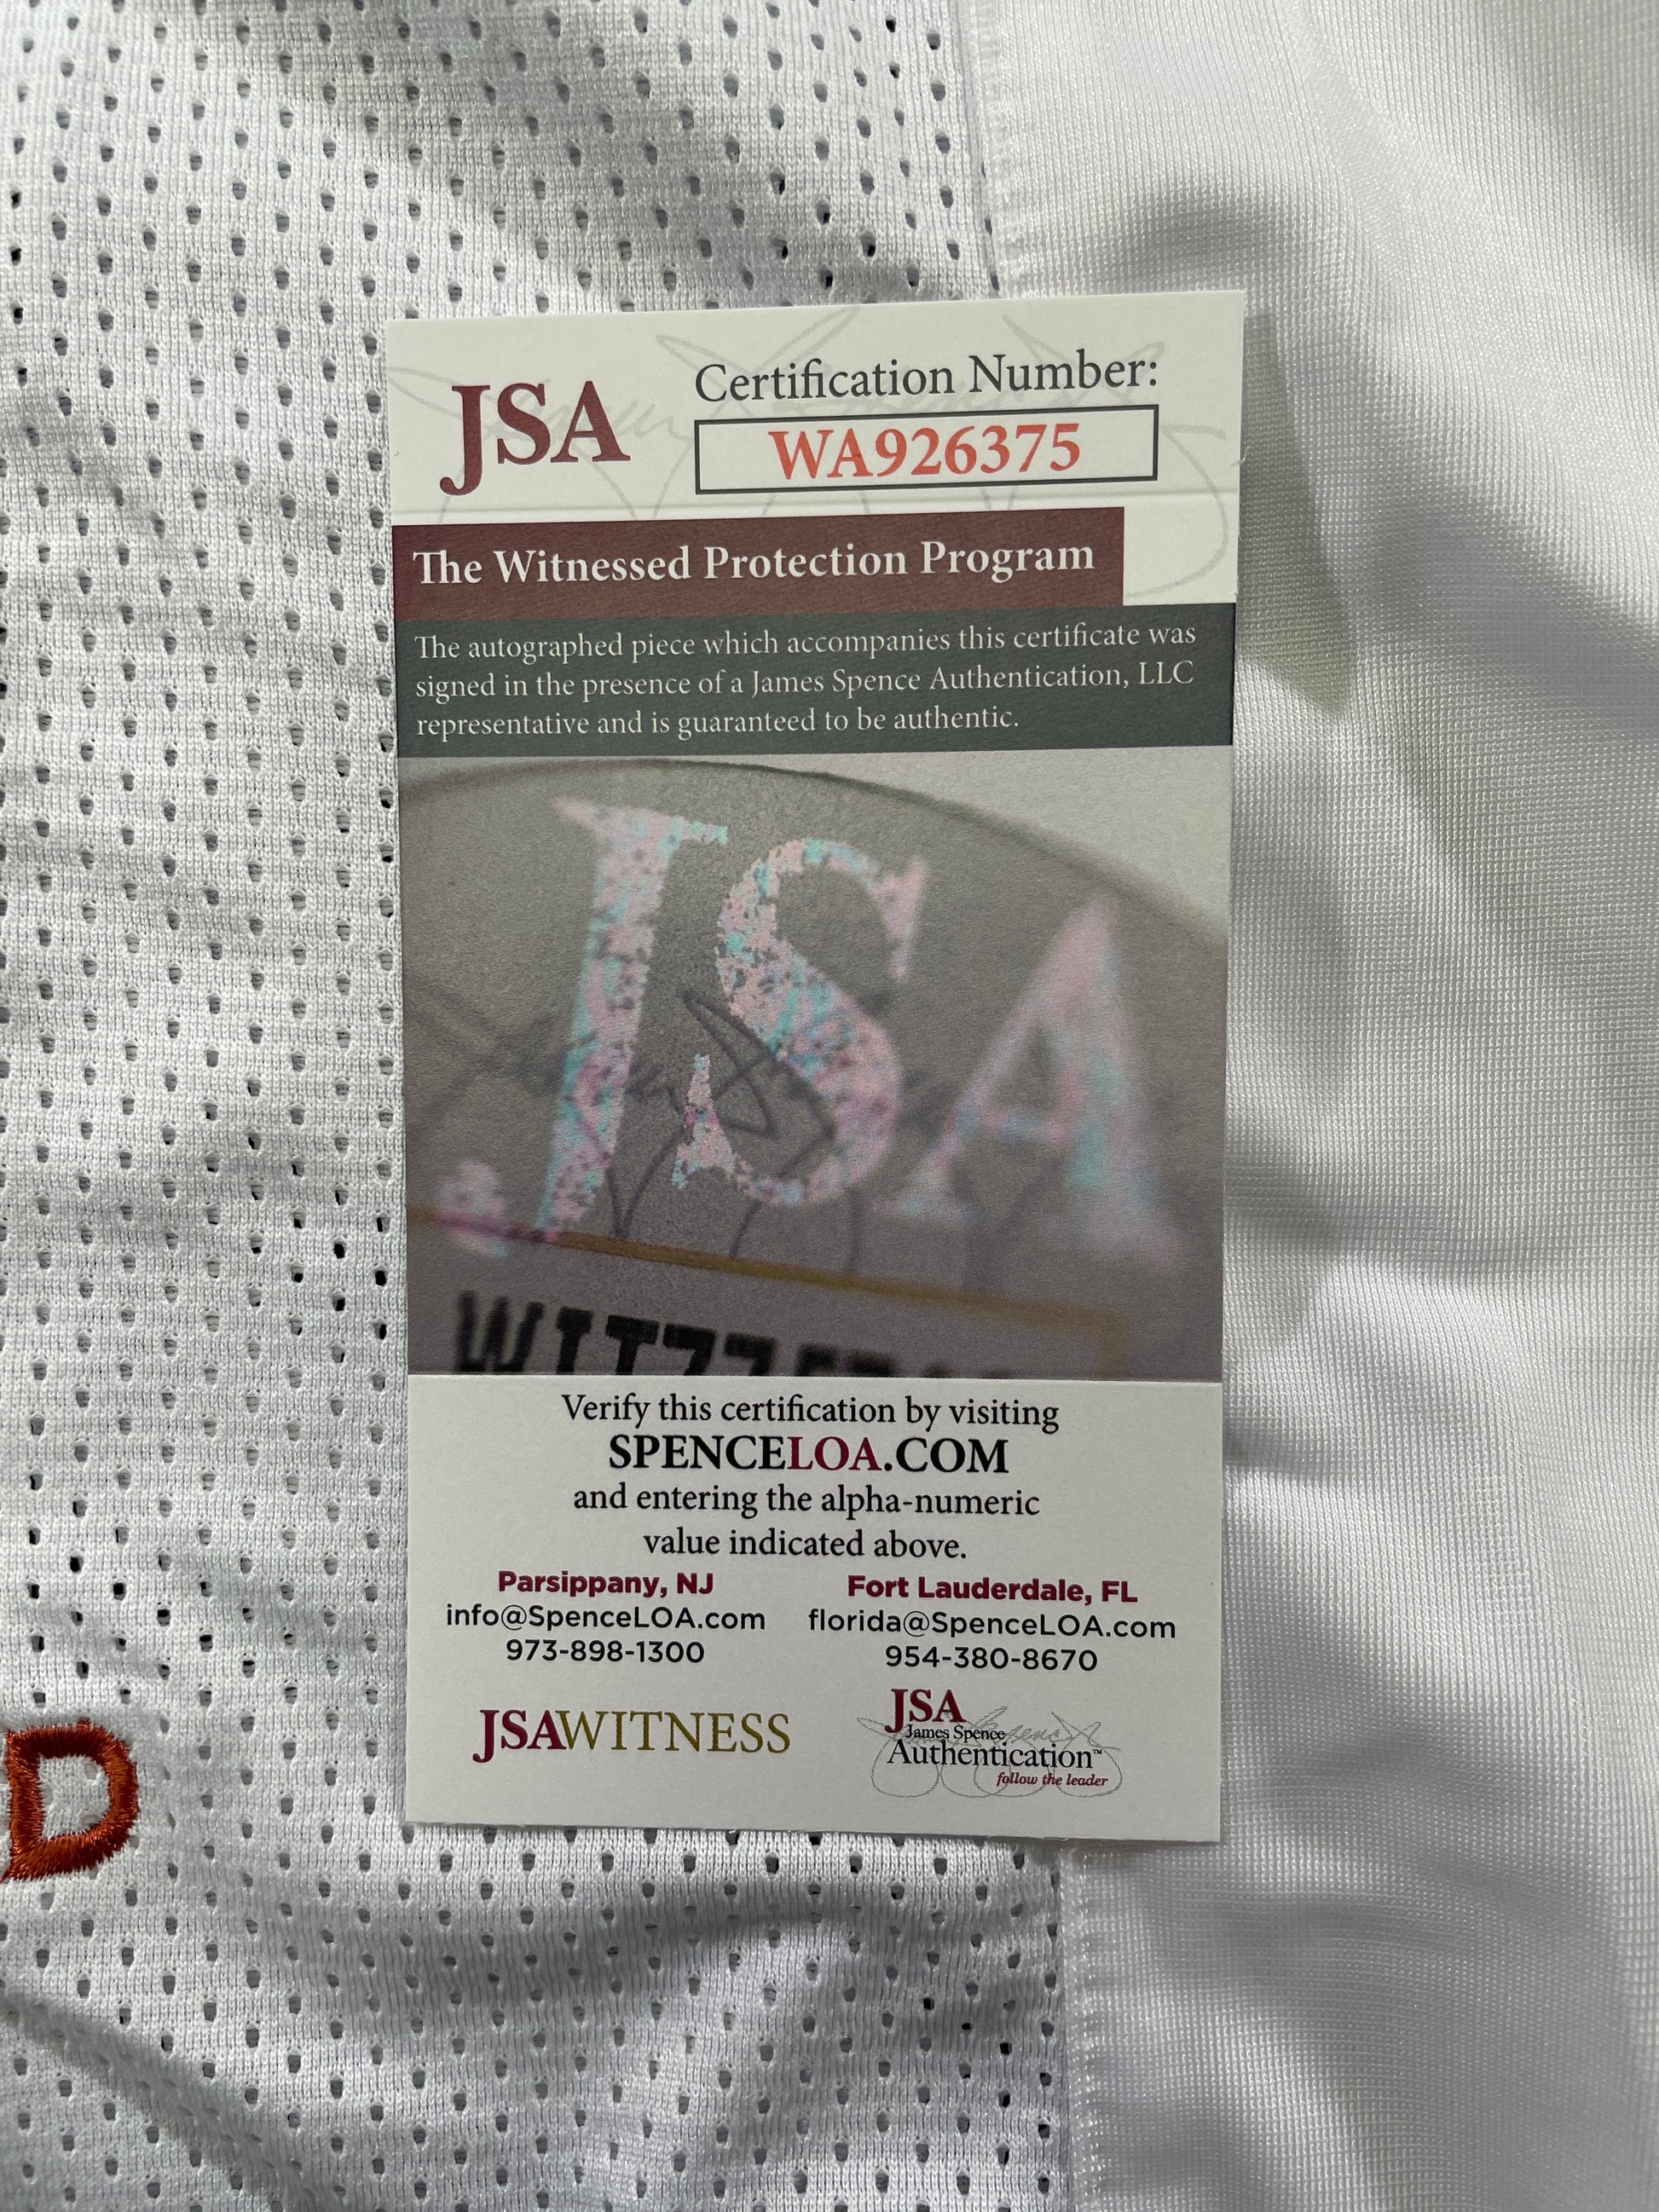 JSA
Certification Number:
WA926375
The Witnessed Protection Program
The autographed piece which accompanies this certificate was
signed in the presence of a James Spence Authentication, LLC
representative and is guaranteed to be authentic.
JSA
Verify this certification by visiting
SPENCELOA.COM
and entering the alpha-numeric
value indicated above.
Parsippany, NJ
info@SpenceLOA.com
973-898-1300
Fort Lauderdale, FL
florida@SpenceLOA.com
954-380-8670
JSAWITNESS
JSA
James Spence
Authentication™
follow the leader
D